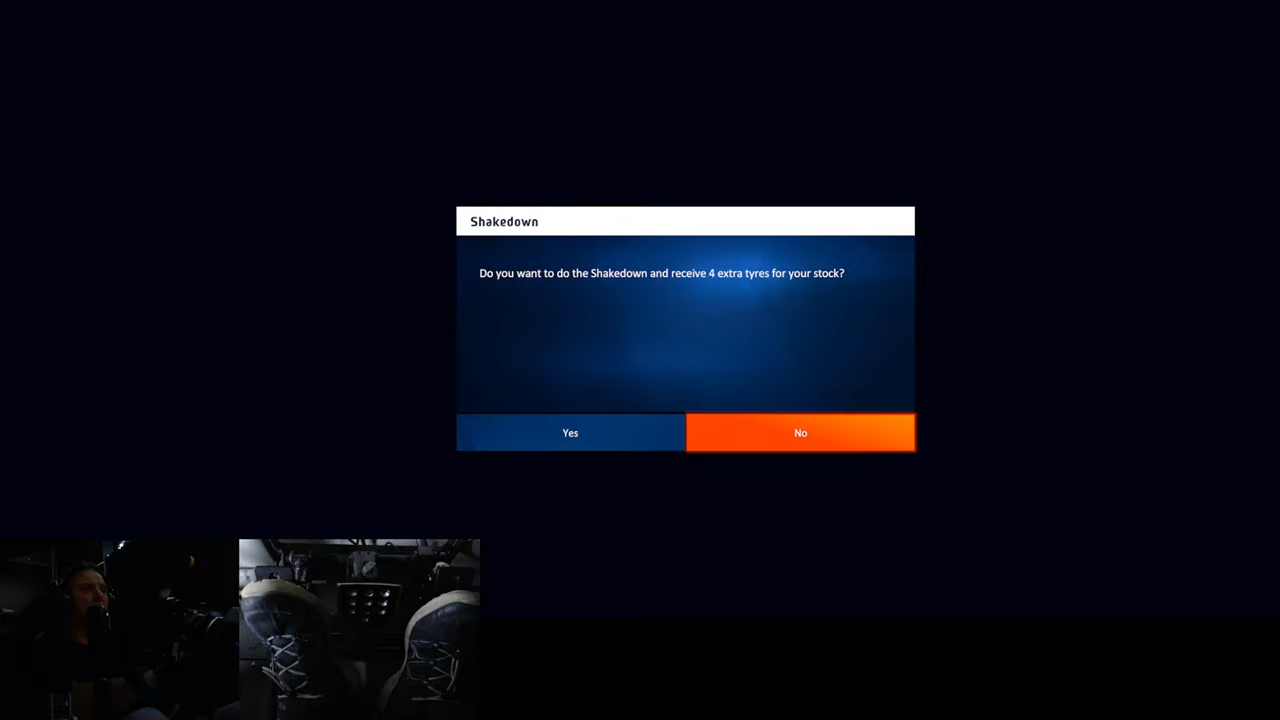 Shakedown
Do you want to do the Shakedown and receive 4 extra tyres for your stock?
Yes
No